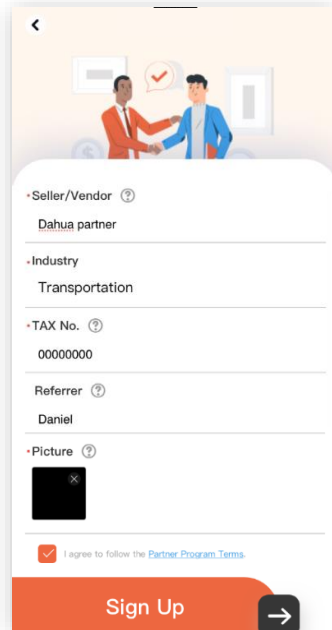 Seller/Vendor
Dahua partner
Industry
Transportation
TAX No.
00000000
Referrer
Daniel
Picture
I agree to follow the Partner Program Terms.
Sign Up